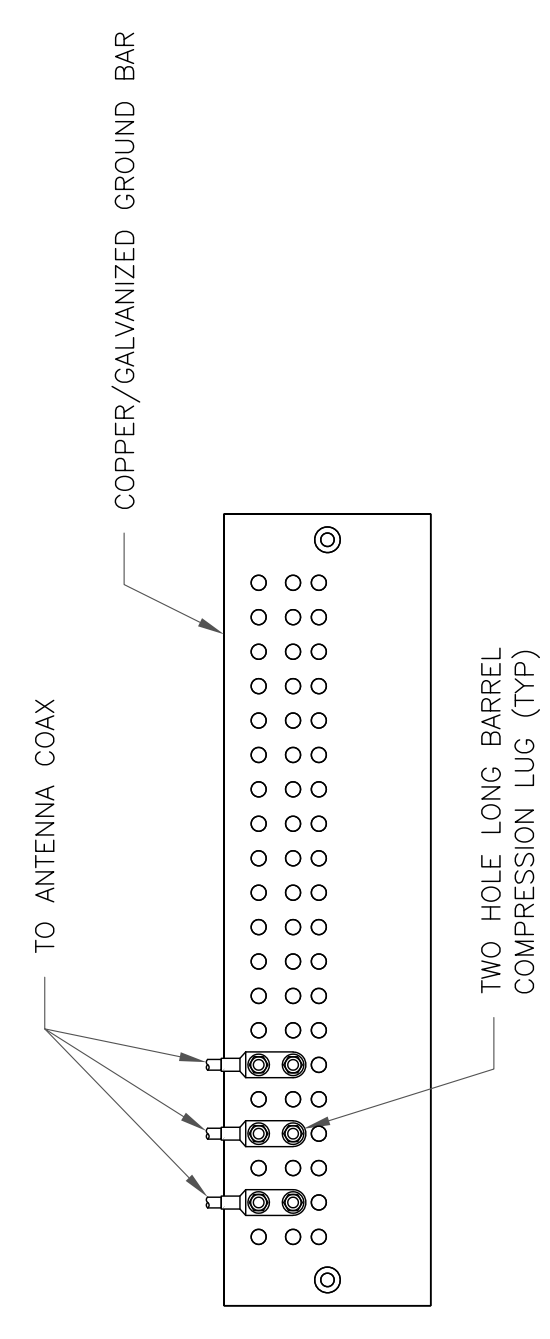 TO ANTENNA COAX
COPPER/GALVANIZED GROUND BAR
TWO HOLE LONG BARREL
COMPRESSION LUG (TYP)